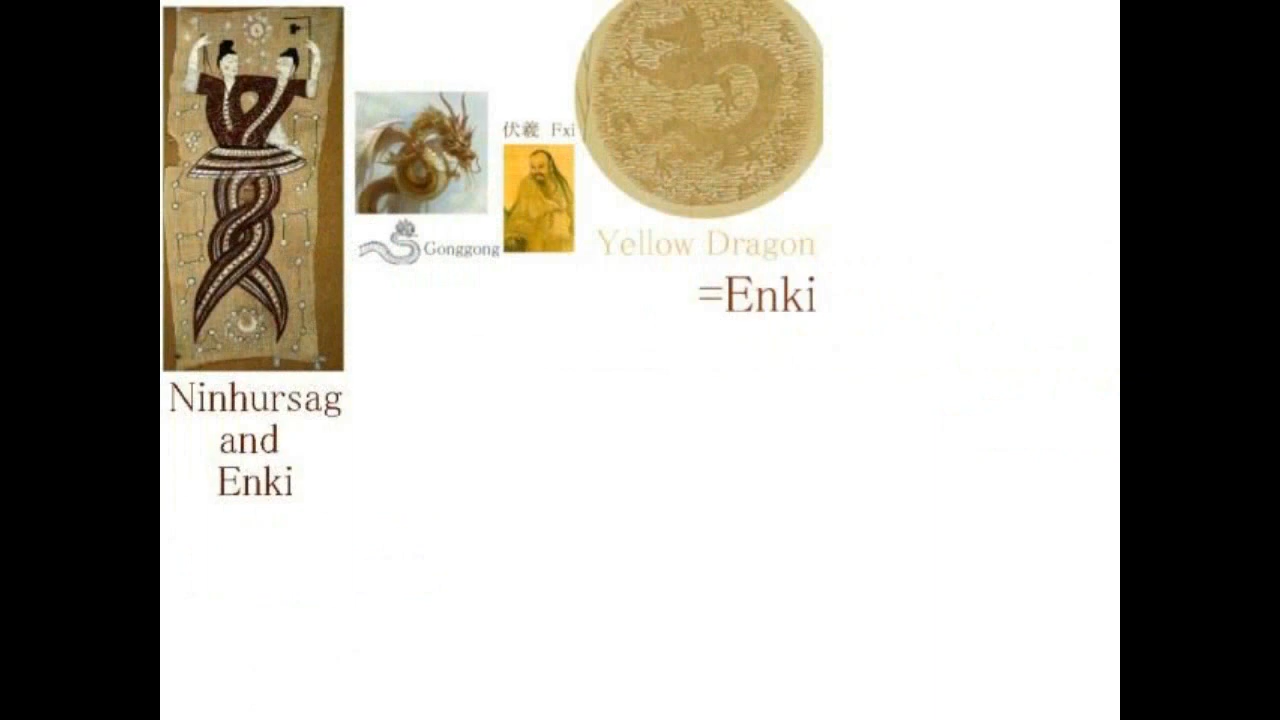 伏羲 Fxi
Gonggong
Yellow Dragon
=Enki
Ninhursag
and
Enki